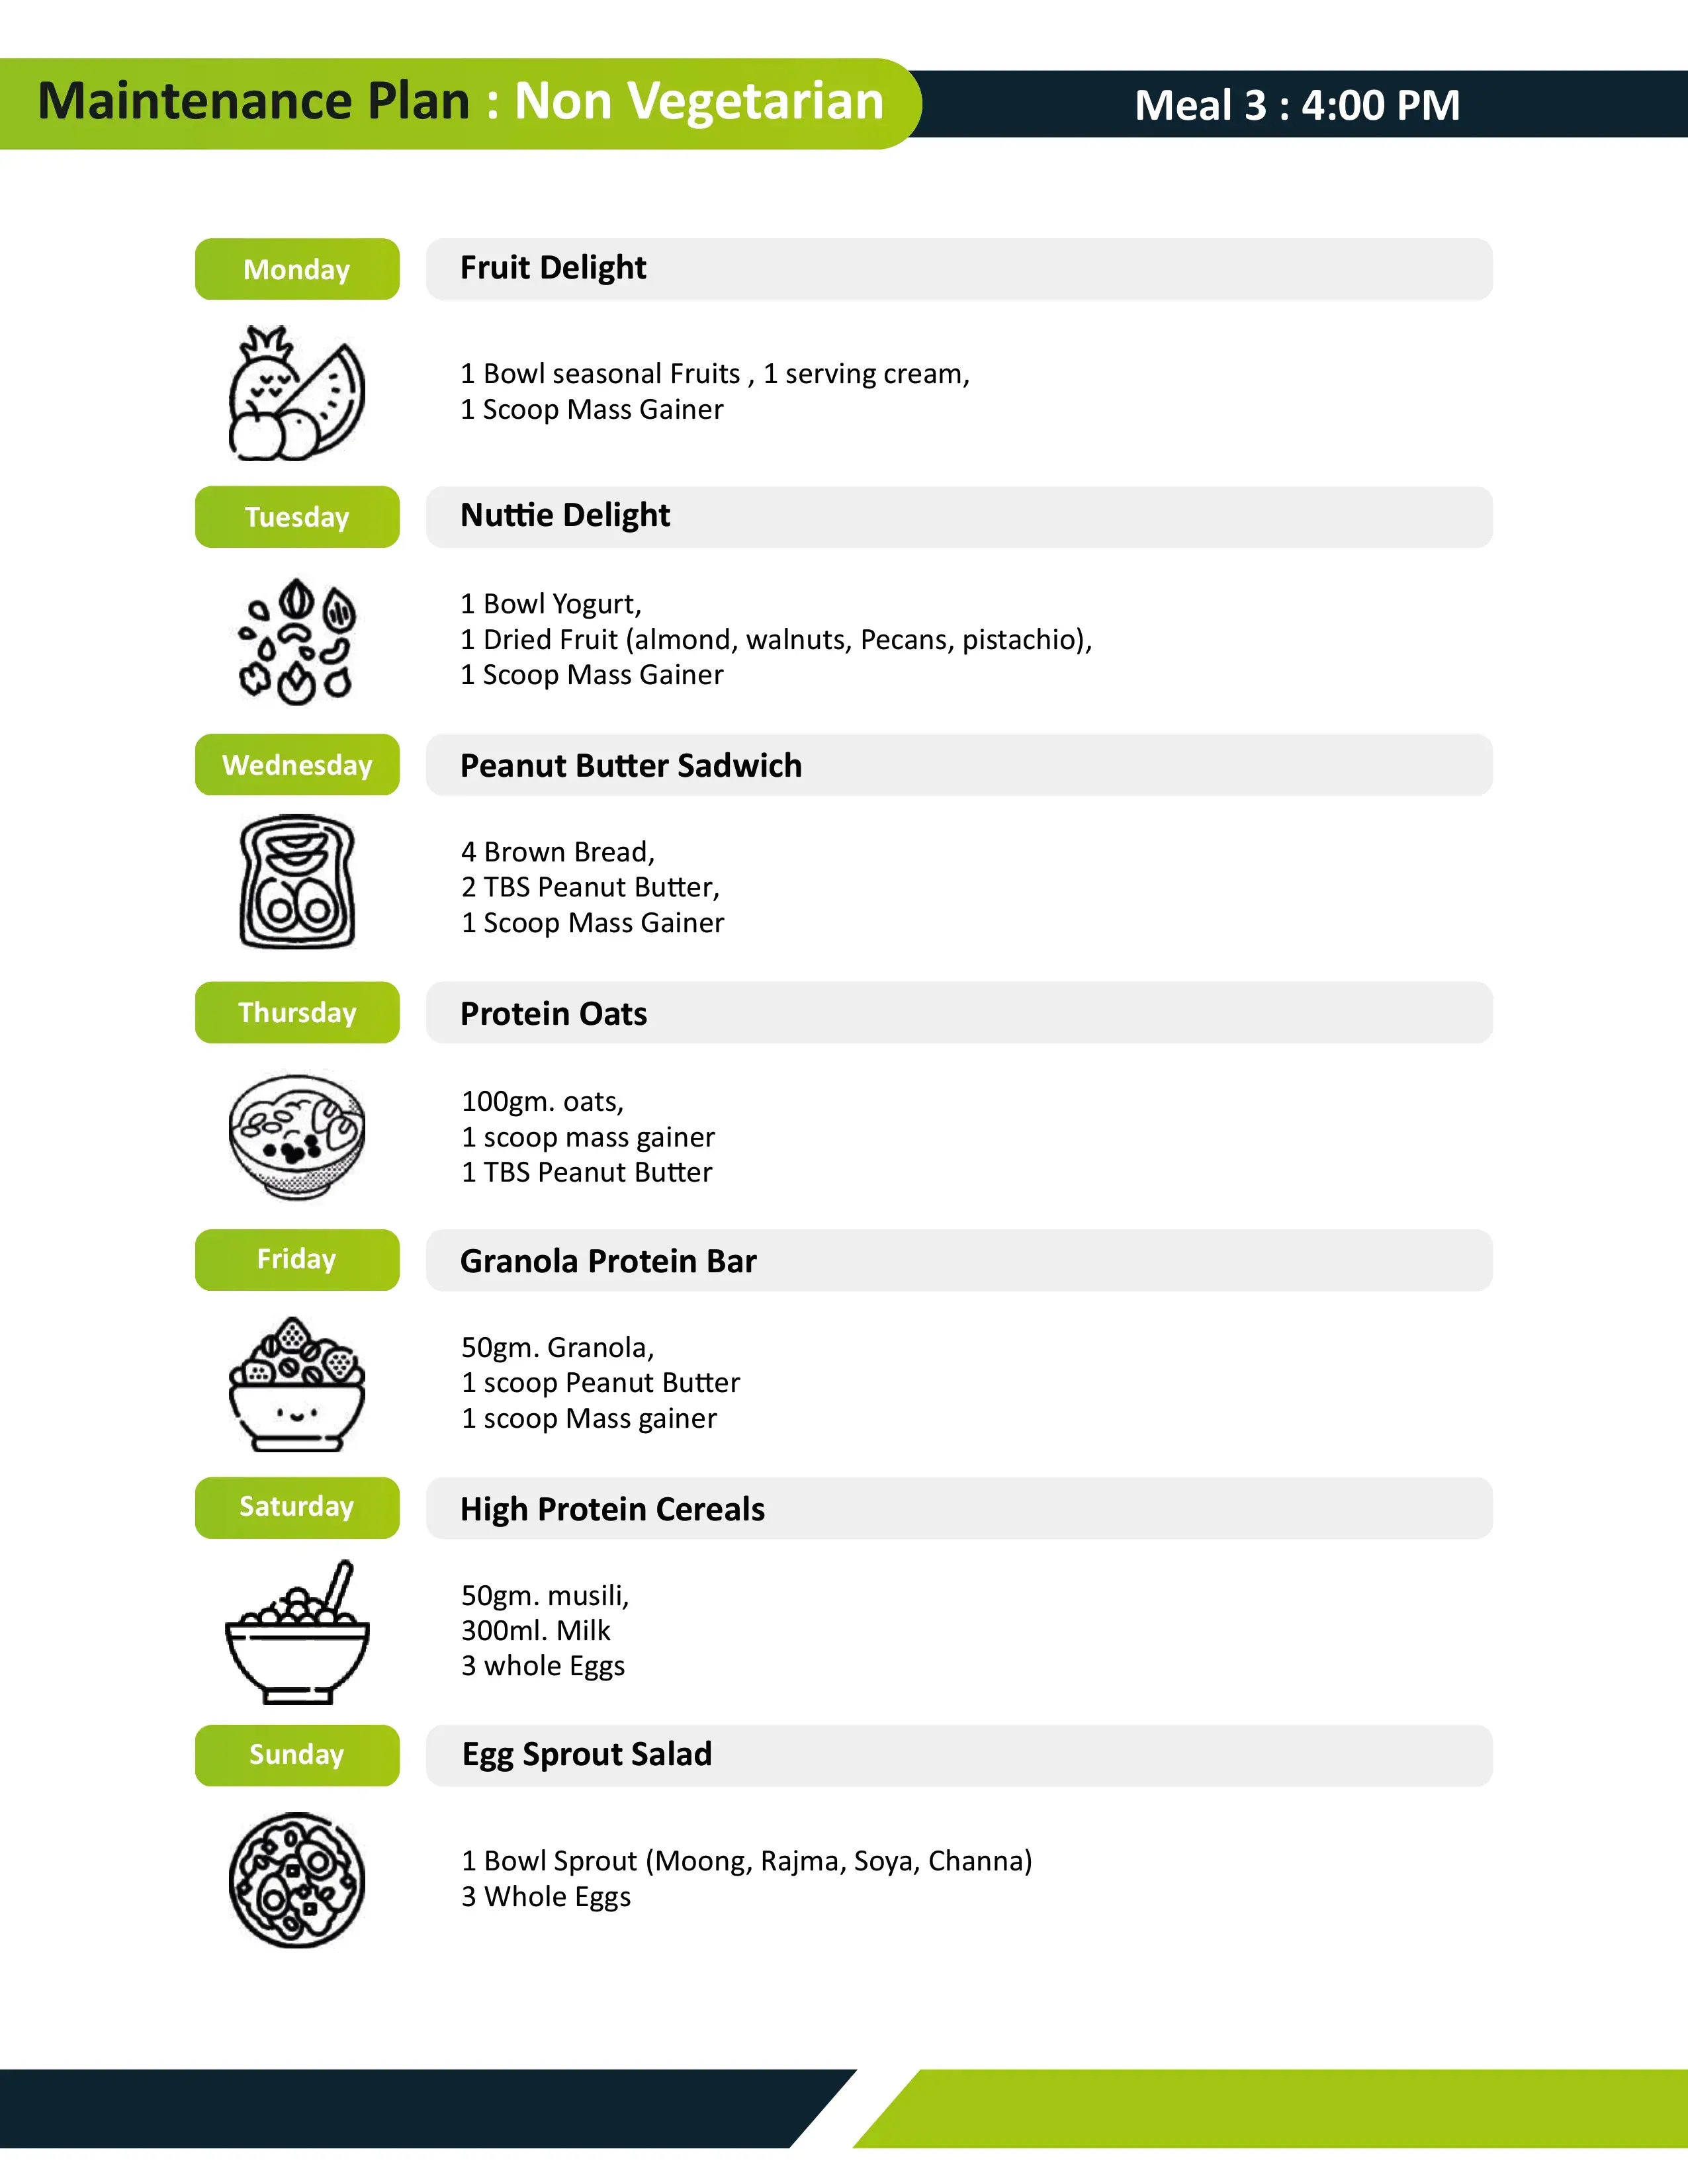 Maintenance Plan : Non Vegetarian
Meal 3 : 4:00 PM
Monday
Fruit Delight
1 Bowl seasonal Fruits , 1 serving cream,
1 Scoop Mass Gainer
Tuesday
Nuttie Delight
1 Bowl Yogurt,
1 Dried Fruit (almond, walnuts, Pecans, pistachio),
1 Scoop Mass Gainer
Wednesday
Peanut Butter Sadwich
4 Brown Bread,
2 TBS Peanut Butter,
1 Scoop Mass Gainer
Thursday
Protein Oats
100gm. oats,
1 scoop mass gainer
1 TBS Peanut Butter
Friday
Granola Protein Bar
50gm. Granola,
1 scoop Peanut Butter
1 scoop Mass gainer
Saturday
High Protein Cereals
50gm. musili,
300ml. Milk
3 whole Eggs
Sunday
Egg Sprout Salad
1 Bowl Sprout (Moong, Rajma, Soya, Channa)
3 Whole Eggs